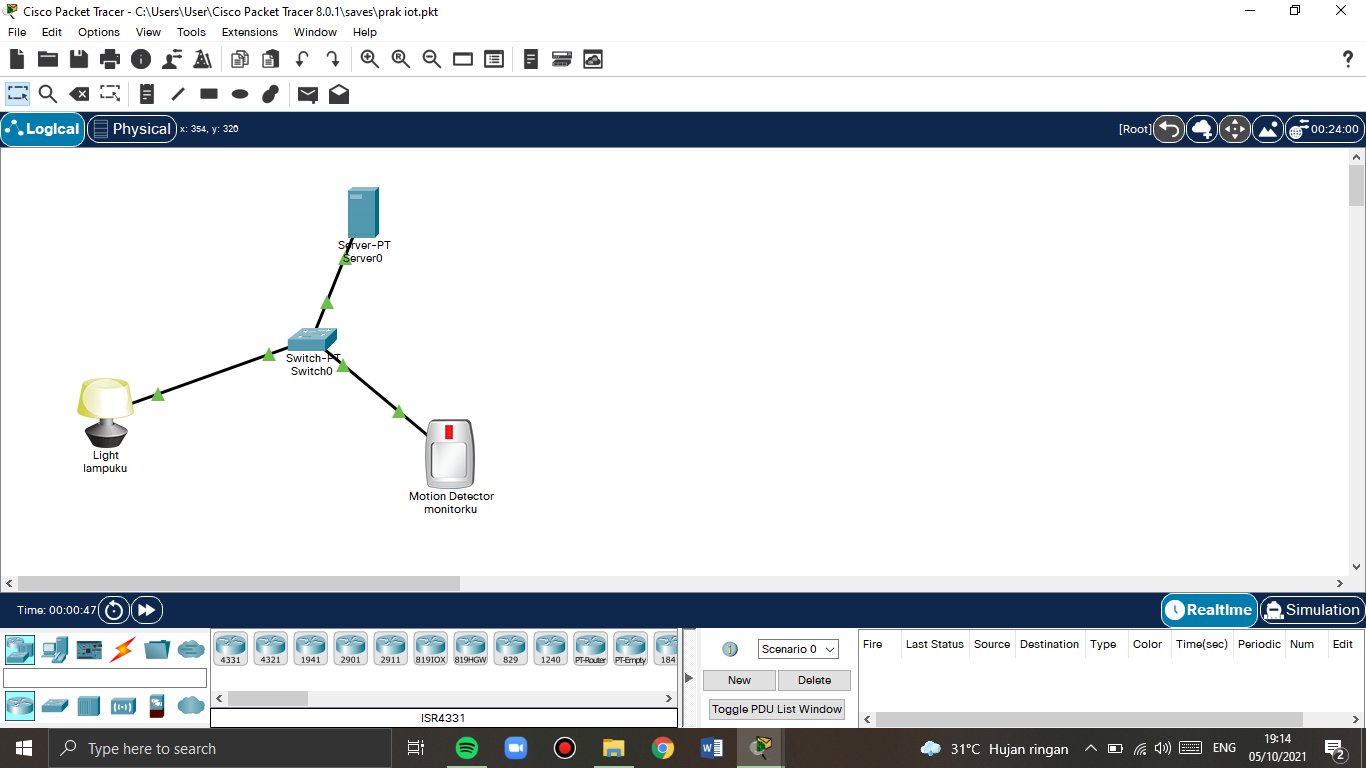 Cisco Packet Tracer - C:\Users\User\Cisco Packet Tracer 8.0.1\saves\prak iot.pkt
File Edit Options View Tools Extensions Window Help
?
Logical Physical x: 354, y: 320 [Root] 00:24:00
Server-PT
Server0
Switch-PT
Switch0
Light
lampuku
Motion Detector
monitorku
Time: 00:00:47 Realtime Simulation
4331 4321 1941 2901 2911 819IOX 819HGW 829 1240 PT-Router PT-Empty 184
ISR4331
Scenario 0
New Delete
Toggle PDU List Window
Fire Last Status Source Destination Type Color Time(sec) Periodic Num Edit
Type here to search
31°C Hujan ringan ENG 19:14
05/10/2021 2